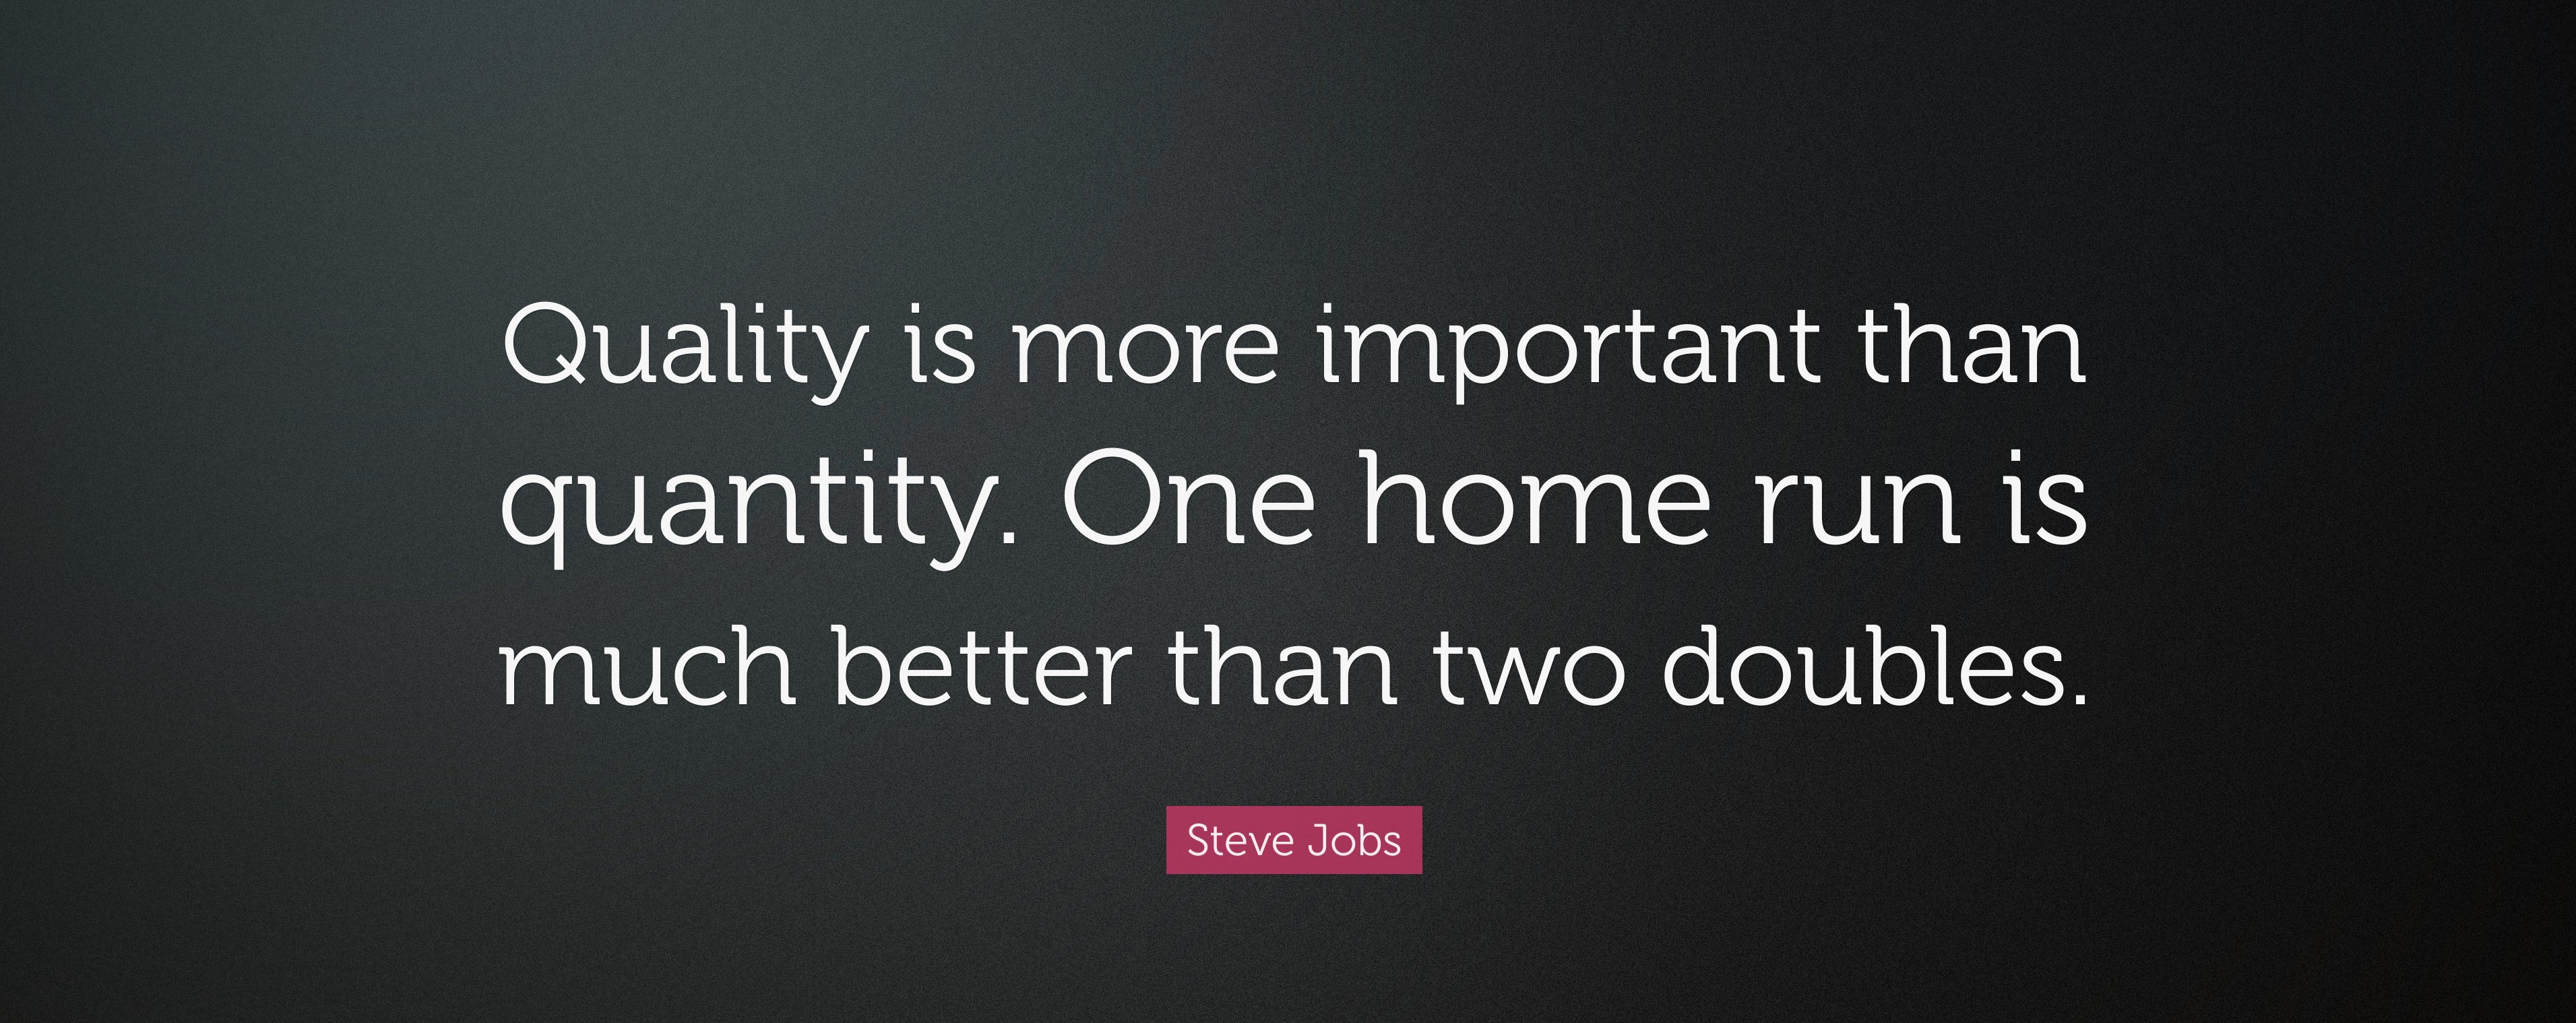 Quality is more important than
quantity. One home run is
much better than two doubles.
Steve Jobs